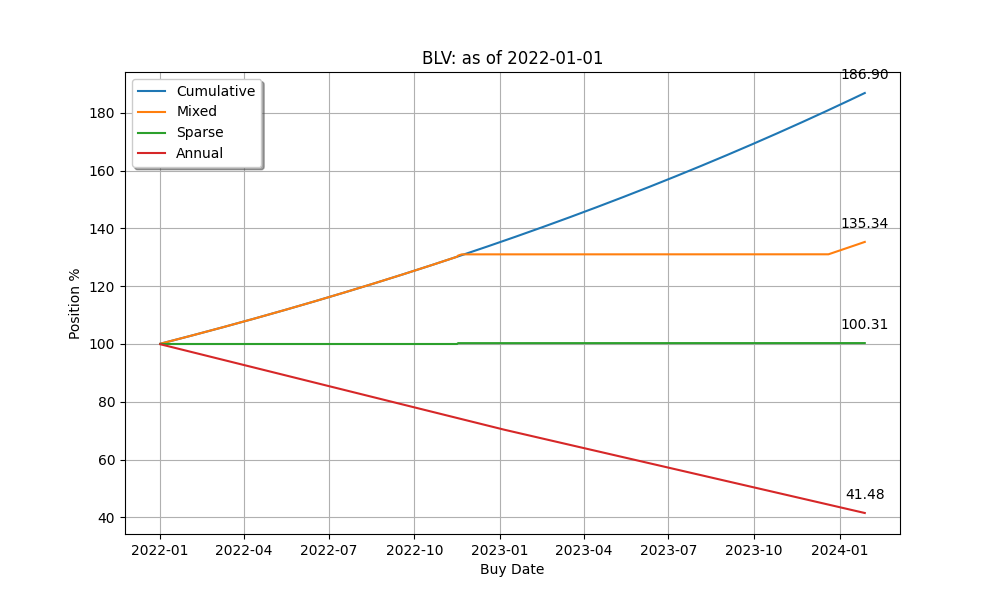 BLV: as of 2022-01-01
Cumulative
Mixed
Sparse
Annual
186.90
135.34
100.31
41.48
Position %
180
160
140
120
100
80
60
40
2022-01 2022-04 2022-07 2022-10 2023-01 2023-04 2023-07 2023-10 2024-01
Buy Date